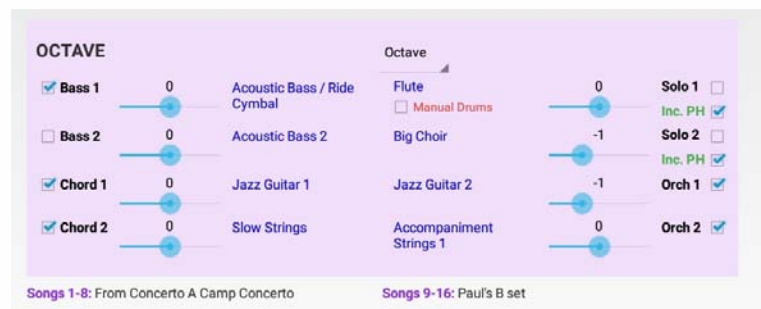 OCTAVE
Octave
Bass 1 0 Acoustic Bass / Ride Cymbal
Flute 0 Solo 1
Manual Drums
Inc. PH
Bass 2 0 Acoustic Bass 2
Big Choir -1 Solo 2
Inc. PH
Chord 1 0 Jazz Guitar 1
Jazz Guitar 2 -1 Orch 1
Chord 2 0 Slow Strings
Accompaniment Strings 1 0 Orch 2
Songs 1-8: From Concerto A Camp Concerto
Songs 9-16: Paul's B set